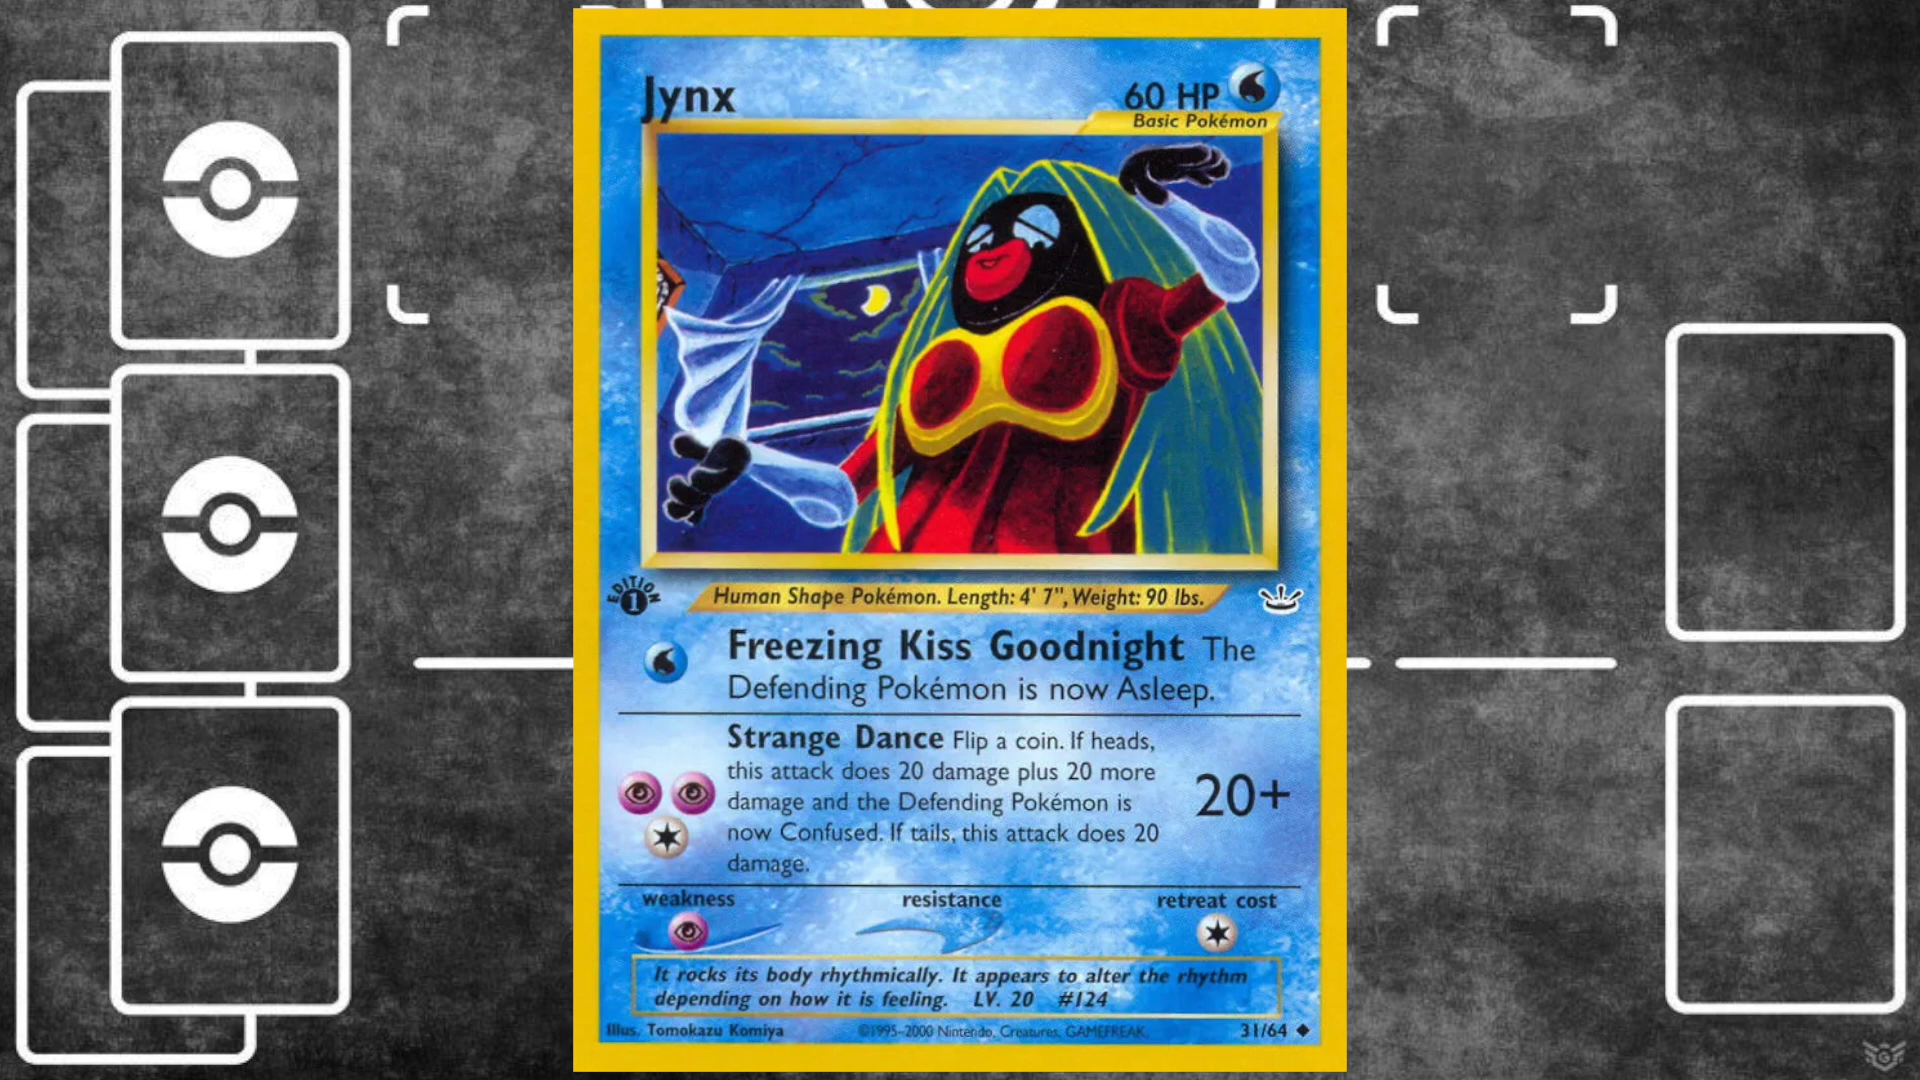 Jynx
60 HP
Basic Pokémon
EDITION
1
Human Shape Pokémon. Length: 4' 7", Weight: 90 lbs.
Freezing Kiss Goodnight The
Defending Pokémon is now Asleep.
Strange Dance Flip a coin. If heads,
this attack does 20 damage plus 20 more
damage and the Defending Pokémon is
now Confused. If tails, this attack does 20
damage.
20+
weakness
resistance
retreat cost
It rocks its body rhythmically. It appears to alter the rhythm
depending on how it is feeling. LV. 20 #124
Illus. Tomokazu Komiya
©1995-2000 Nintendo, Creatures, GAMEFREAK.
31/64